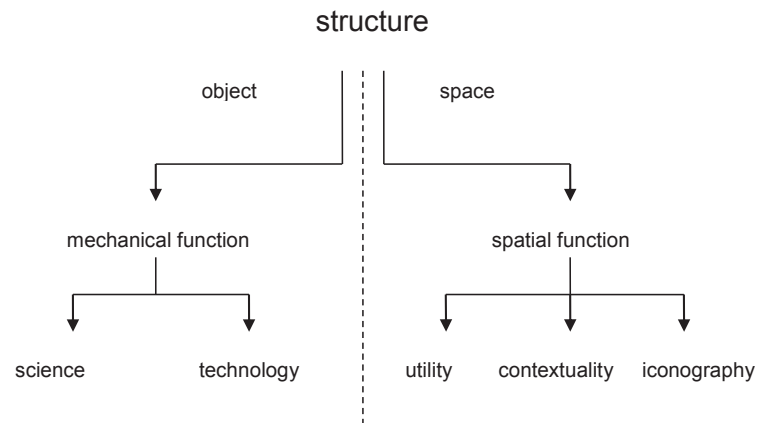 structure
object
space
mechanical function
spatial function
science
technology
utility
contextuality
iconography